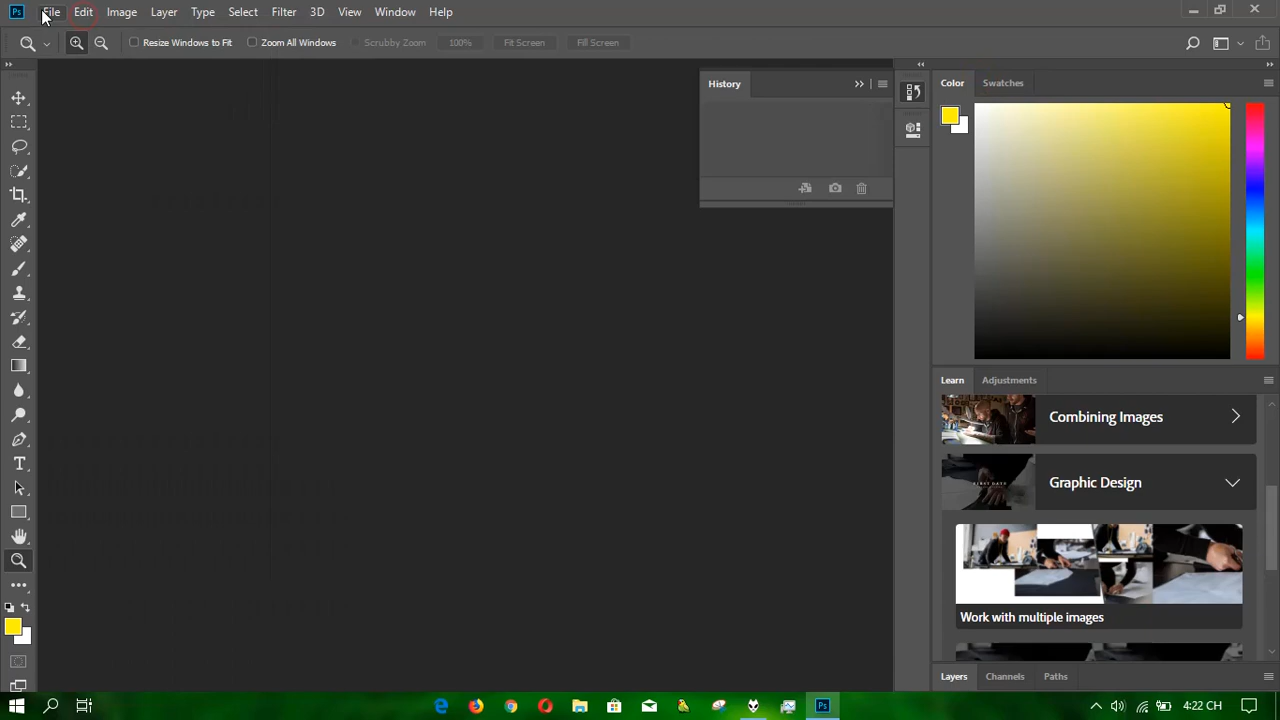 Ps File Edit Image Layer Type Select Filter 3D View Window Help
Resize Windows to Fit Zoom All Windows Scrubby Zoom 100% Fit Screen Fill Screen
History
Color Swatches
Learn Adjustments
Combining Images
Graphic Design
Work with multiple images
Layers Channels Paths
Ps 4:22 CH